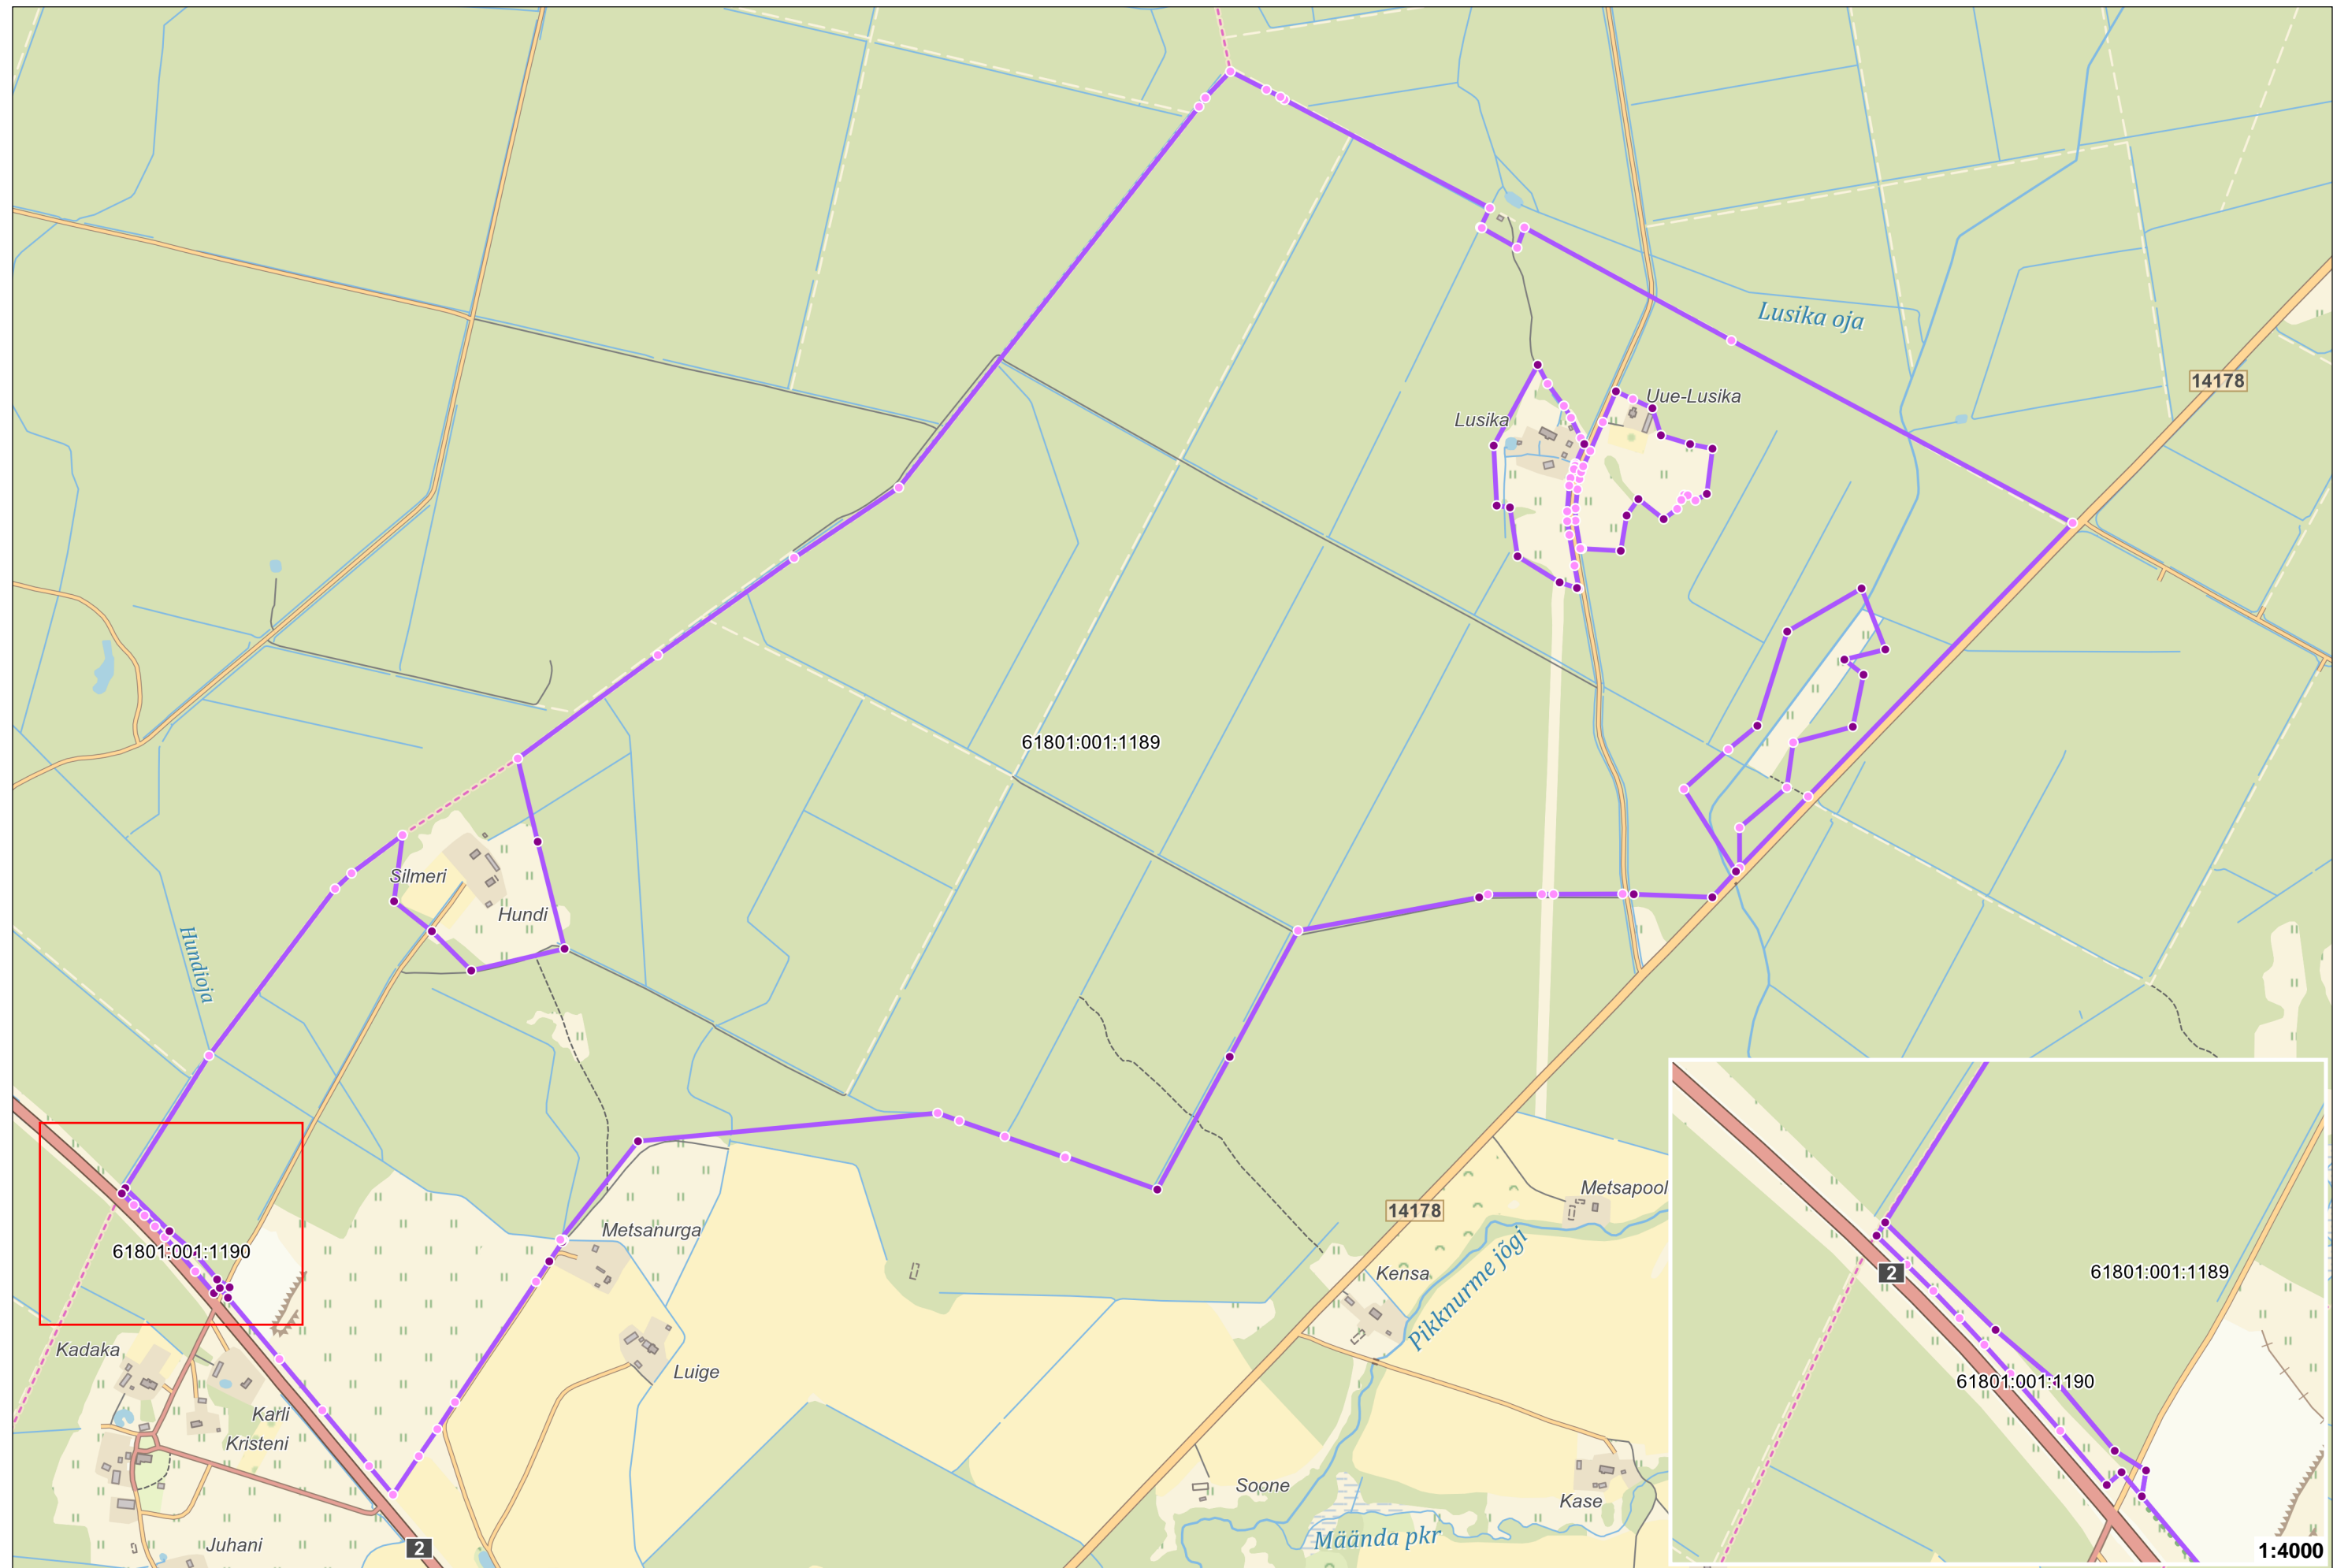 Lusika oja
14178
Uue-Lusika
Lusika
61801:001:1189
Silmeri
Hundi
Hundioja
Metsapool
14178
Metsanurga
61801:001:1190
Pikknurme jõgi
Kensa
Kadaka
Luige
Karli
Kristeni
Soone
Kase
Mäända pkr
Juhani
2
2
61801:001:1189
61801:001:1190
1:4000